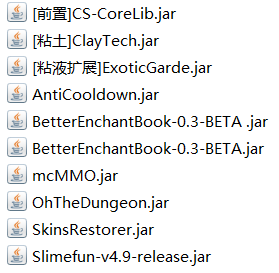 [前置]CS-CoreLib.jar
[粘土]ClayTech.jar
[粘液扩展]ExoticGarde.jar
AntiCooldown.jar
BetterEnchantBook-0.3-BETA .jar
BetterEnchantBook-0.3-BETA.jar
mcMMO.jar
OhTheDungeon.jar
SkinsRestorer.jar
Slimefun-v4.9-release.jar